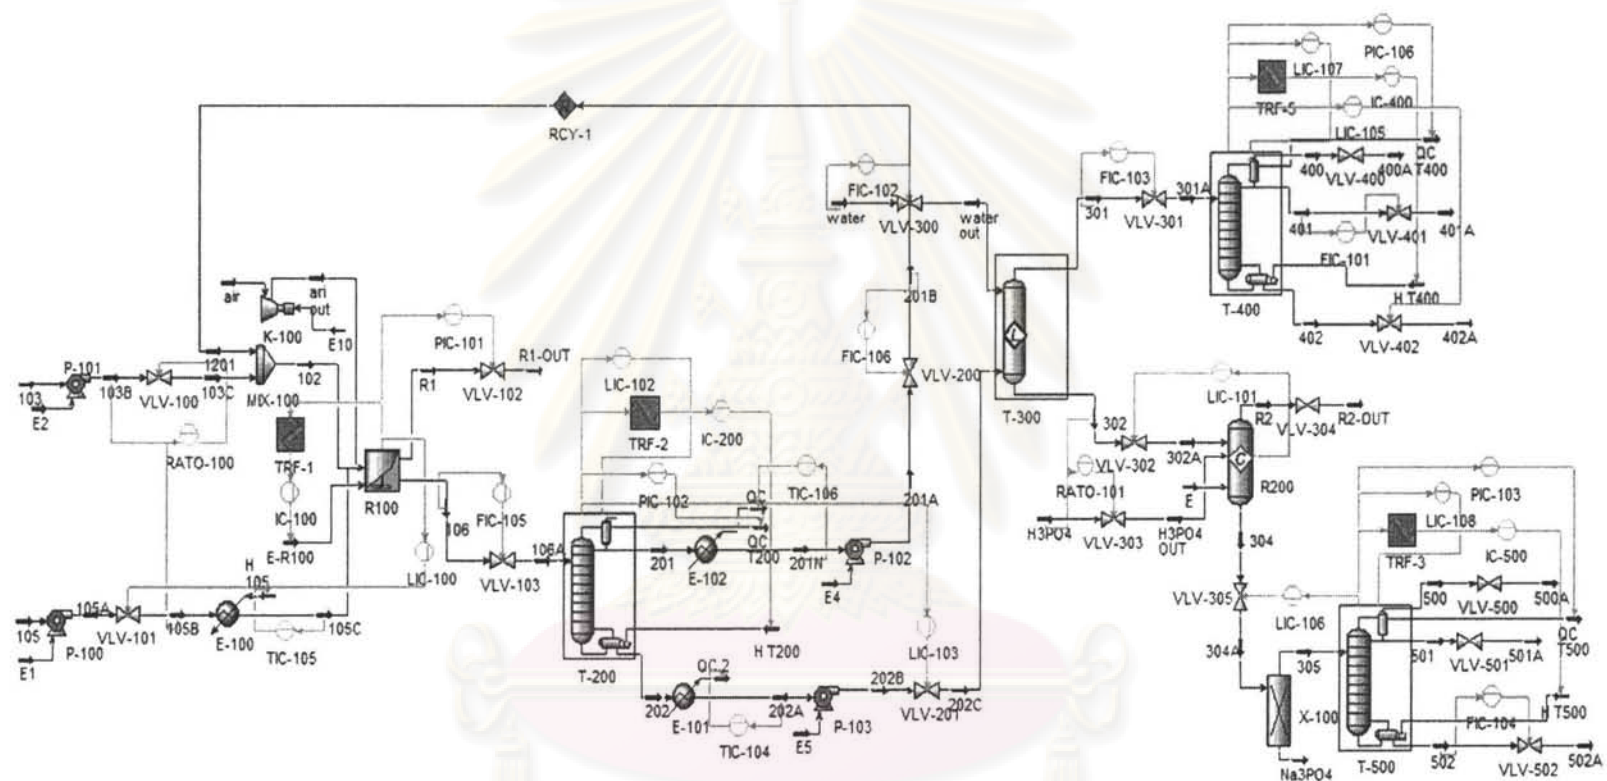 PIC-106
LIC-107
TRF-5
IC-400
LIC-105
QC T400
400
VLV-400
400A
401
VLV-401
401A
FIC-101
H T400
T-400
402
VLV-402
402A
RCY-1
FIC-102
water
VLV-300
water out
FIC-103
301
VLV-301
301A
air
ari out
K-100
E10
PIC-101
R1-OUT
R1
VLV-102
201B
FIC-106
VLV-200
T-300
P-101
103
103B
VLV-100
1201
103C
MIX-100
102
E2
RATO-100
TRF-1
IC-100
E-R100
R100
LIC-102
TRF-2
IC-200
PIC-102
QC
TIC-106
201A
302
VLV-302
302A
LIC-101
R2
VLV-304
R2-OUT
RATO-101
E
R200
H3PO4
VLV-303
H3PO4 OUT
106
FIC-105
VLV-103
106A
LIC-100
201
E-102
QC T200
201N
P-102
E4
304
PIC-103
LIC-108
TRF-3
IC-500
H 105
105
105A
P-100
E1
VLV-101
105B
E-100
105C
TIC-105
T-200
H T200
LIC-103
VLV-305
LIC-106
304A
500
VLV-500
500A
QC T500
305
501
VLV-501
501A
202
E-101
QC 2
202A
TIC-104
P-103
E5
202B
VLV-201
202C
X-100
FIC-104
H T500
T-500
502
VLV-502
502A
Na3PO4